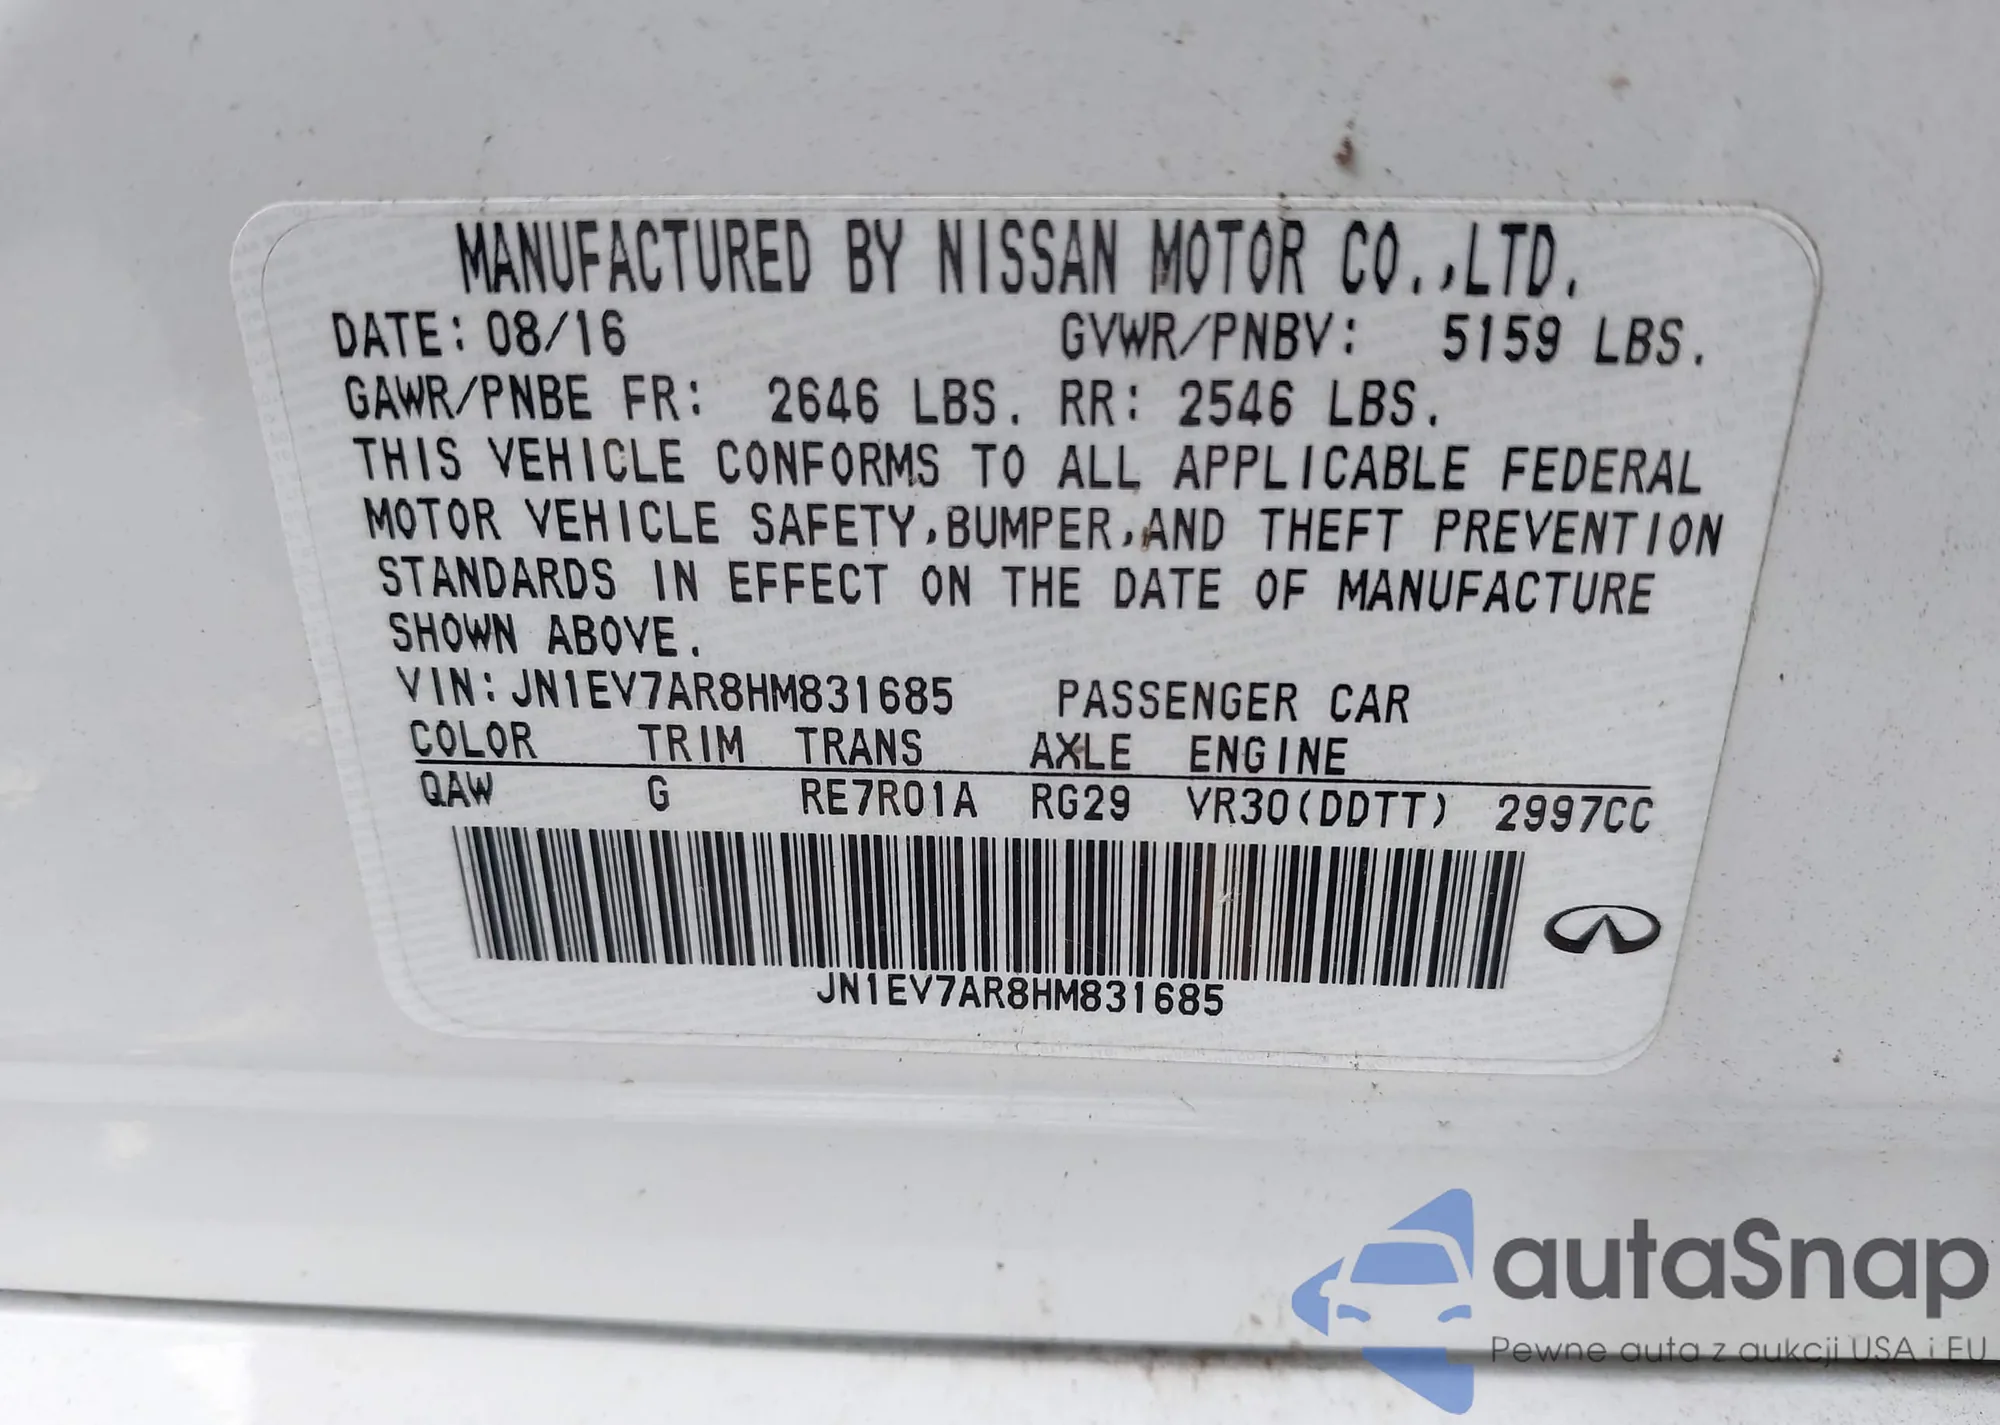 MANUFACTURED BY NISSAN MOTOR CO.,LTD.
DATE: 08/16 GVWR/PNBV: 5159 LBS.
GAWR/PNBE FR: 2646 LBS. RR: 2546 LBS.
THIS VEHICLE CONFORMS TO ALL APPLICABLE FEDERAL
MOTOR VEHICLE SAFETY,BUMPER,AND THEFT PREVENTION
STANDARDS IN EFFECT ON THE DATE OF MANUFACTURE
SHOWN ABOVE.
VIN:JN1EV7AR8HM831685 PASSENGER CAR
COLOR TRIM TRANS AXLE ENGINE
QAW G RE7R01A RG29 VR30(DDTT) 2997CC
JN1EV7AR8HM831685
autaSnap
Pewne auta z aukcji USA i EU